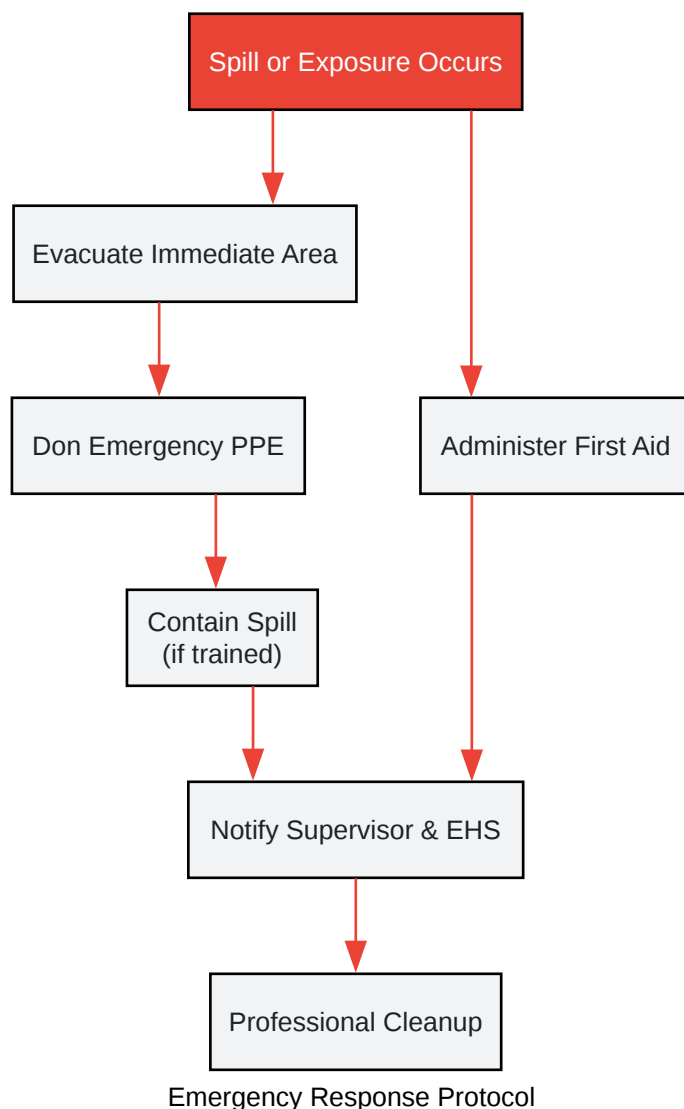 Spill or Exposure Occurs
Evacuate Immediate Area
Don Emergency PPE
Administer First Aid
Contain Spill
(if trained)
Notify Supervisor & EHS
Professional Cleanup
Emergency Response Protocol